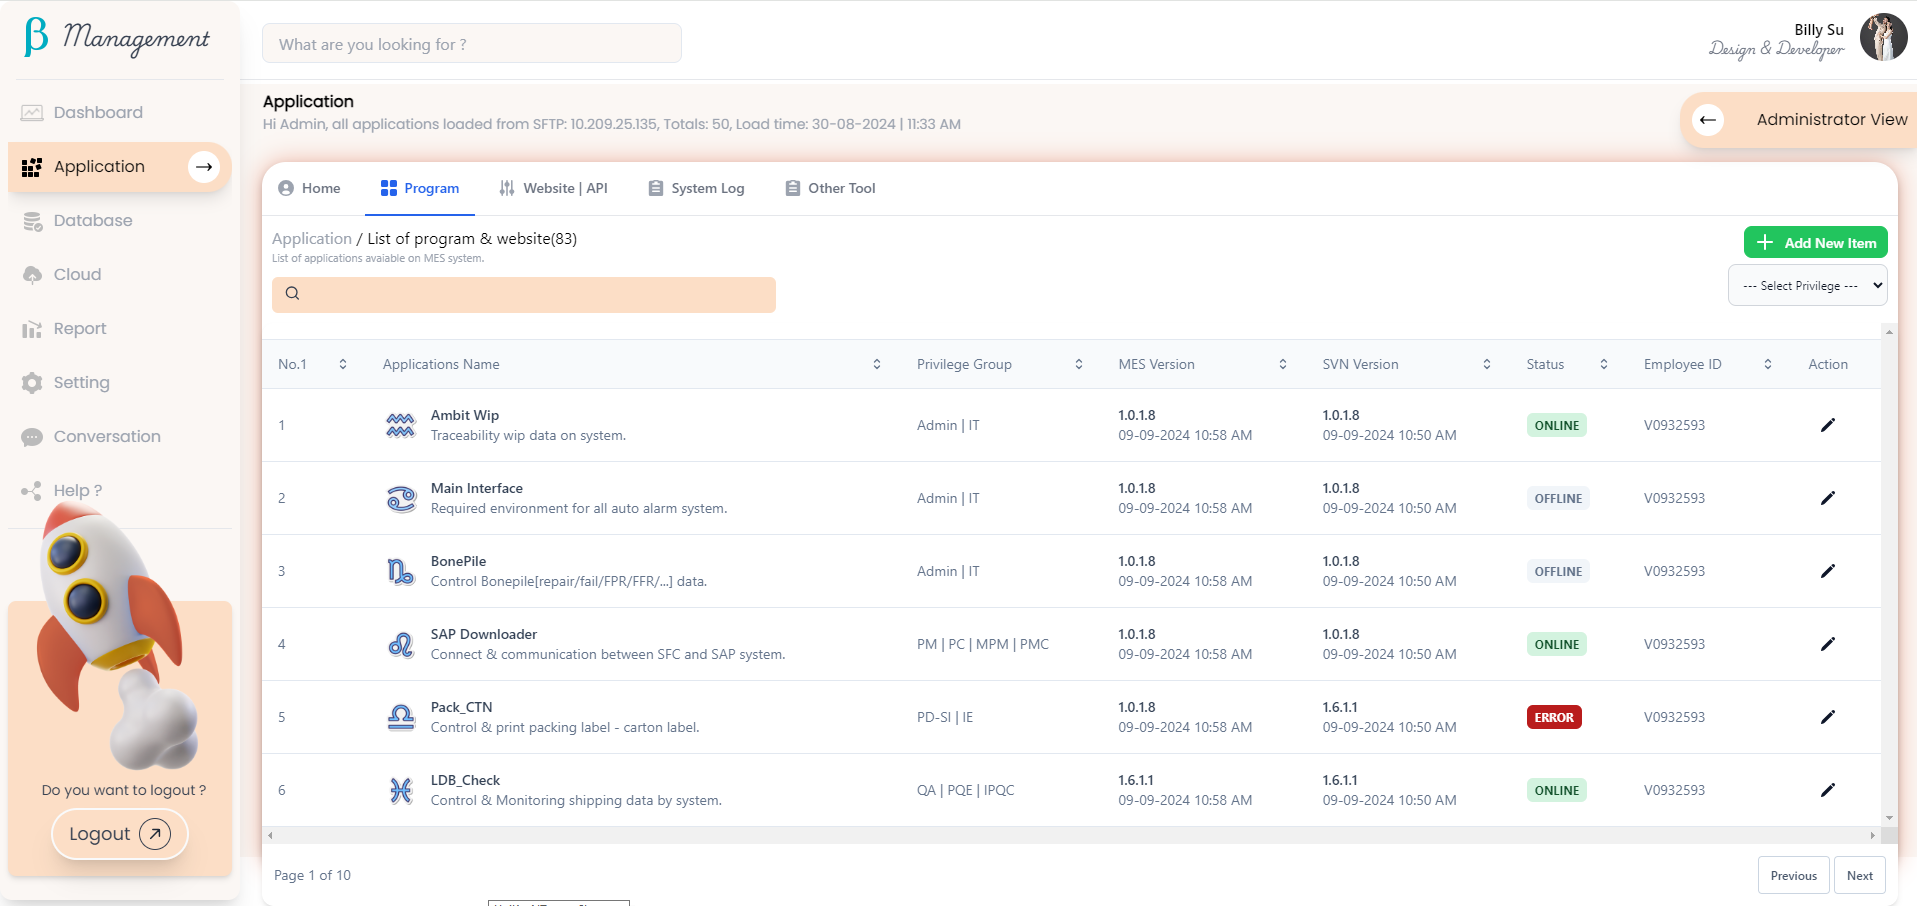 β Management
What are you looking for ?
Billy Su
Design & Developer
Dashboard
Application
Database
Cloud
Report
Setting
Conversation
Help ?
Do you want to logout ?
Logout
Application
Hi Admin, all applications loaded from SFTP: 10.209.25.135, Totals: 50, Load time: 30-08-2024 | 11:33 AM
Administrator View
Home Program Website | API System Log Other Tool
Application / List of program & website(83)
List of applications avaiable on MES system.
Add New Item
--- Select Privilege ---
No.1 Applications Name Privilege Group MES Version SVN Version Status Employee ID Action
1 Ambit Wip Admin | IT 1.0.1.8 1.0.1.8 ONLINE V0932593
Traceability wip data on system. 09-09-2024 10:58 AM 09-09-2024 10:50 AM
2 Main Interface Admin | IT 1.0.1.8 1.0.1.8 OFFLINE V0932593
Required environment for all auto alarm system. 09-09-2024 10:58 AM 09-09-2024 10:50 AM
3 BonePile Admin | IT 1.0.1.8 1.0.1.8 OFFLINE V0932593
Control Bonepile[repair/fail/FPR/FFR/...] data. 09-09-2024 10:58 AM 09-09-2024 10:50 AM
4 SAP Downloader PM | PC | MPM | PMC 1.0.1.8 1.0.1.8 ONLINE V0932593
Connect & communication between SFC and SAP system. 09-09-2024 10:58 AM 09-09-2024 10:50 AM
5 Pack_CTN PD-SI | IE 1.0.1.8 1.6.1.1 ERROR V0932593
Control & print packing label - carton label. 09-09-2024 10:58 AM 09-09-2024 10:50 AM
6 LDB_Check QA | PQE | IPQC 1.6.1.1 1.6.1.1 ONLINE V0932593
Control & Monitoring shipping data by system. 09-09-2024 10:58 AM 09-09-2024 10:50 AM
Page 1 of 10
Previous Next